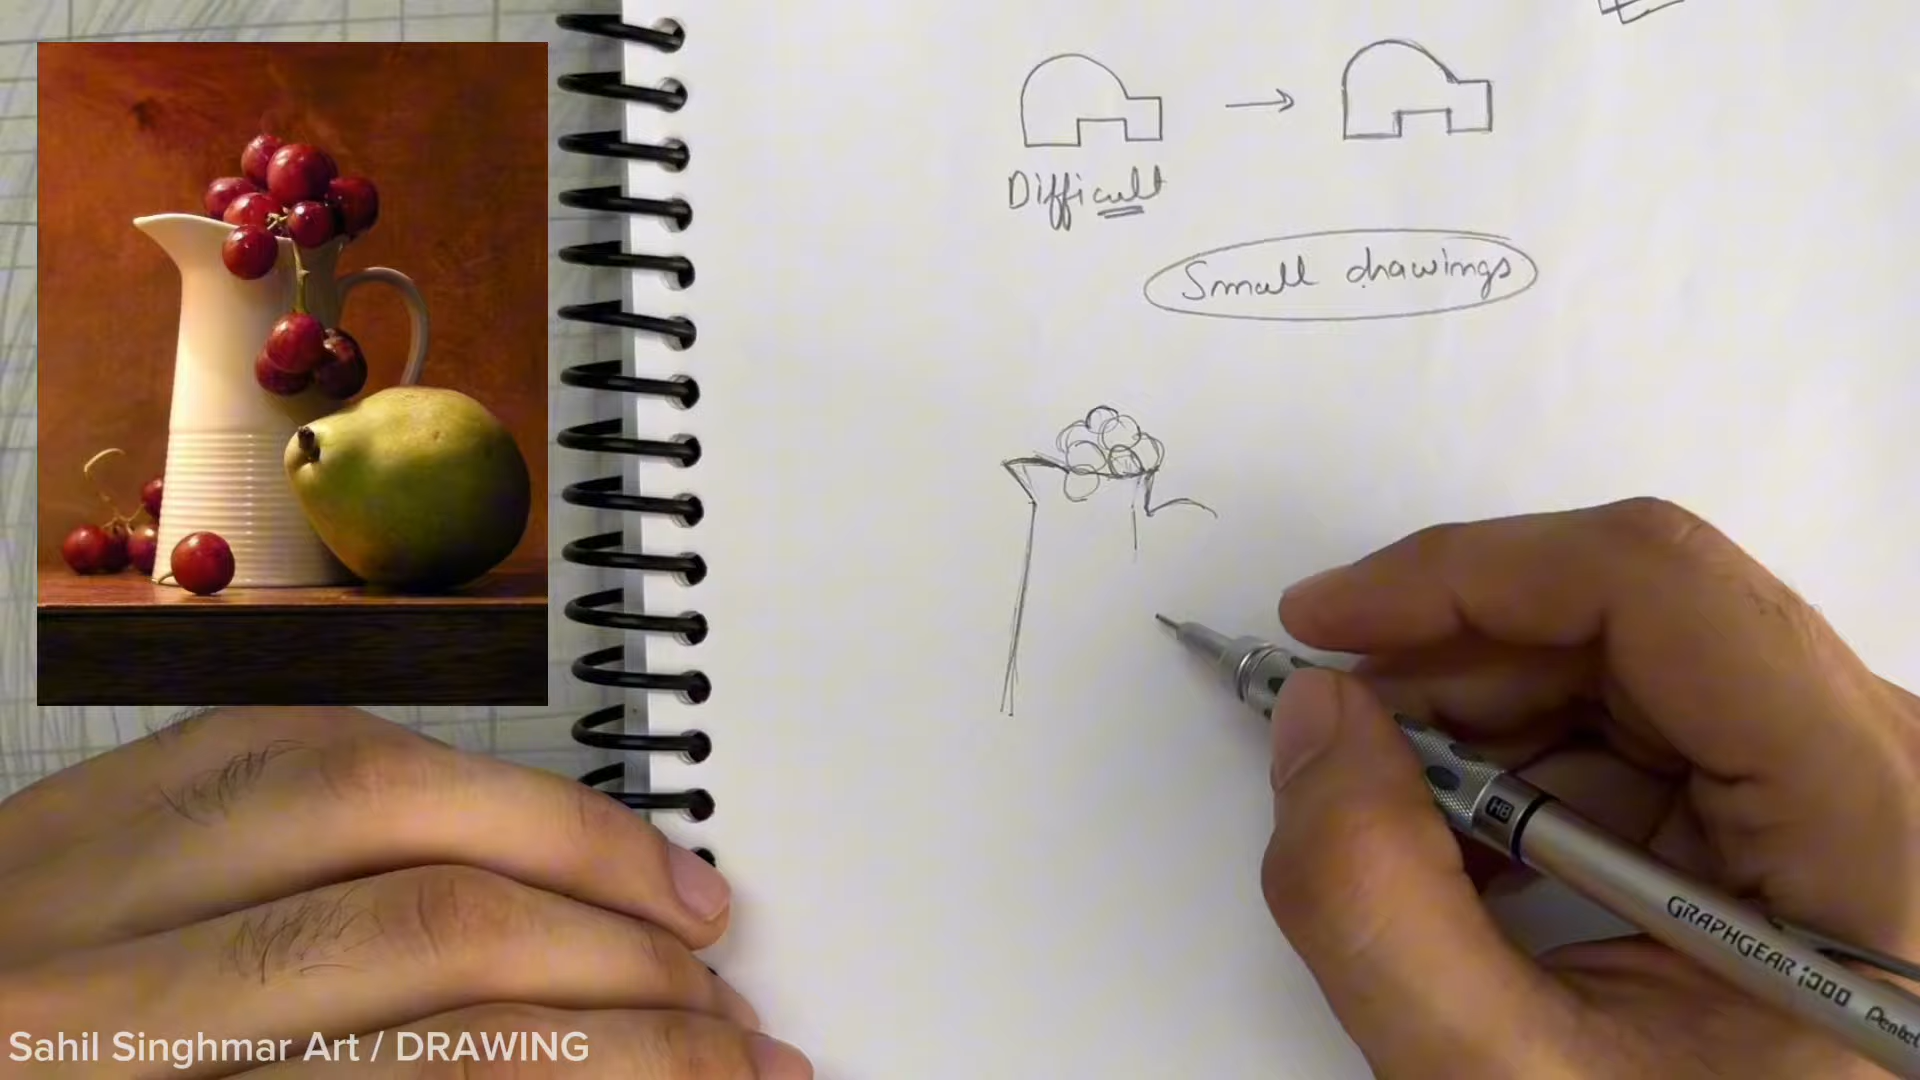 Difficult
Small drawings
HB
GRAPHGEAR 1000 Pentel
Sahil Singhmar Art / DRAWING